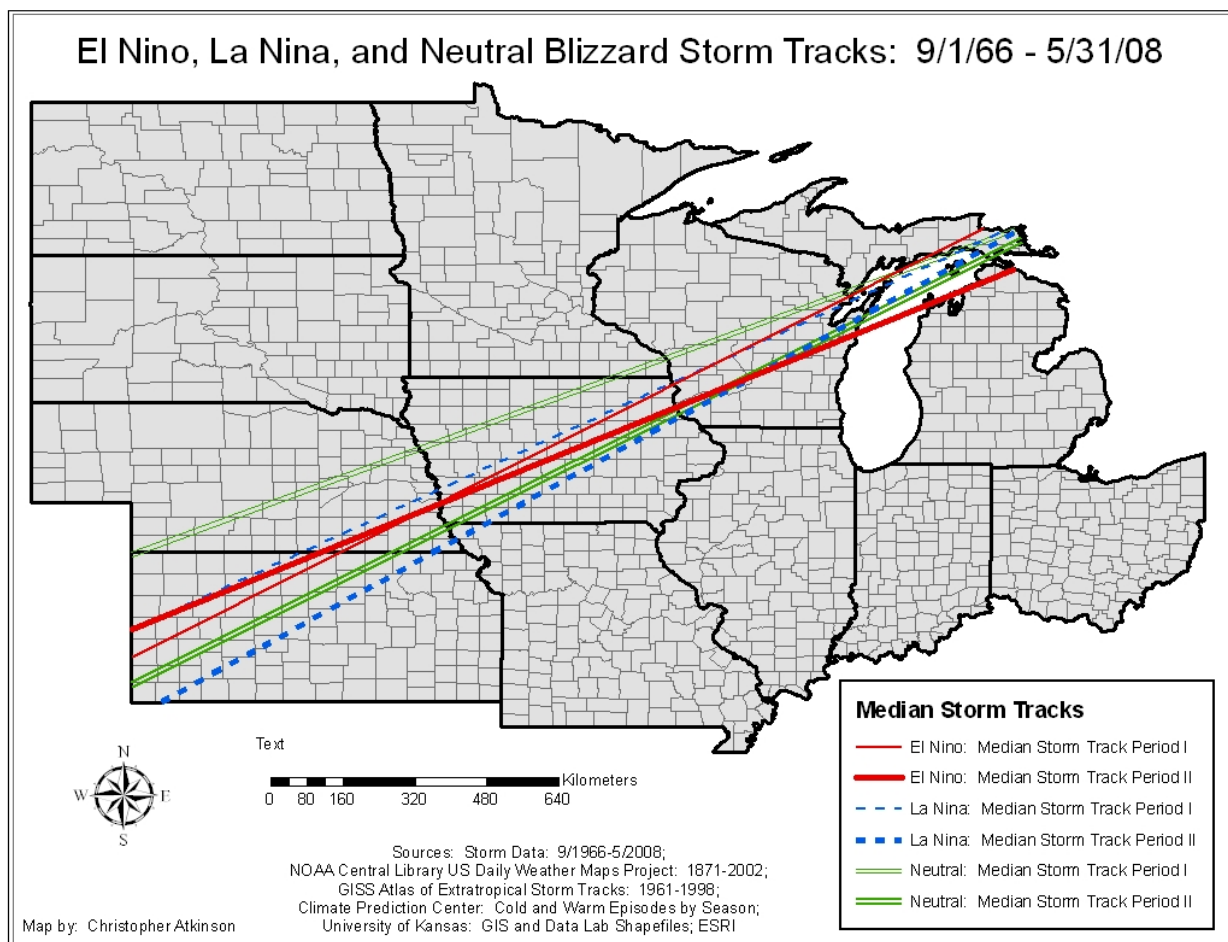 El Nino, La Nina, and Neutral Blizzard Storm Tracks: 9/1/66 - 5/31/08
Text
N
W E
S
Kilometers
0 80 160 320 480 640
Sources: Storm Data: 9/1966-5/2008;
NOAA Central Library US Daily Weather Maps Project: 1871-2002;
GISS Atlas of Extratropical Storm Tracks: 1961-1998;
Climate Prediction Center: Cold and Warm Episodes by Season;
University of Kansas: GIS and Data Lab Shapefiles; ESRI
Map by: Christopher Atkinson
Median Storm Tracks
El Nino: Median Storm Track Period I
El Nino: Median Storm Track Period II
La Nina: Median Storm Track Period I
La Nina: Median Storm Track Period II
Neutral: Median Storm Track Period I
Neutral: Median Storm Track Period II